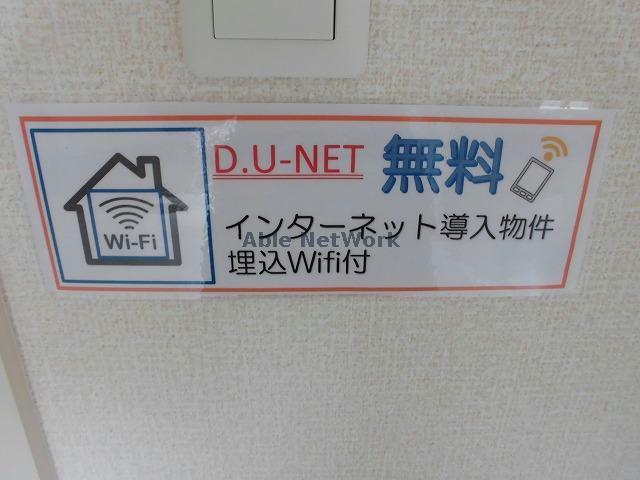 D.U-NET 無料
Wi-Fi
インターネット導入物件
Able NetWork
埋込Wifi付